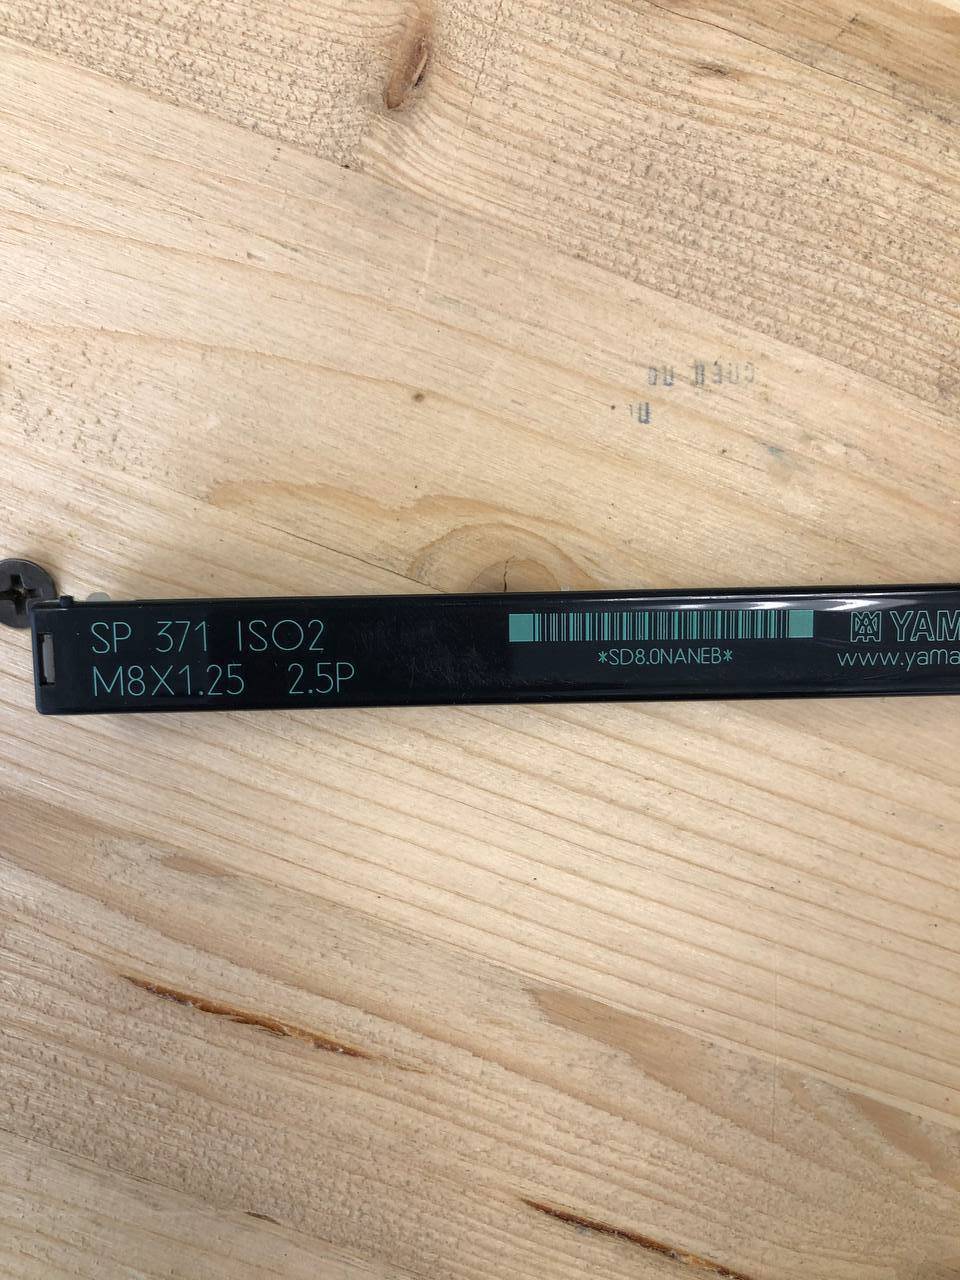 SP 371 ISO2
M8X1.25 2.5P
*SD8.0NANEB*
YAM
www.yama